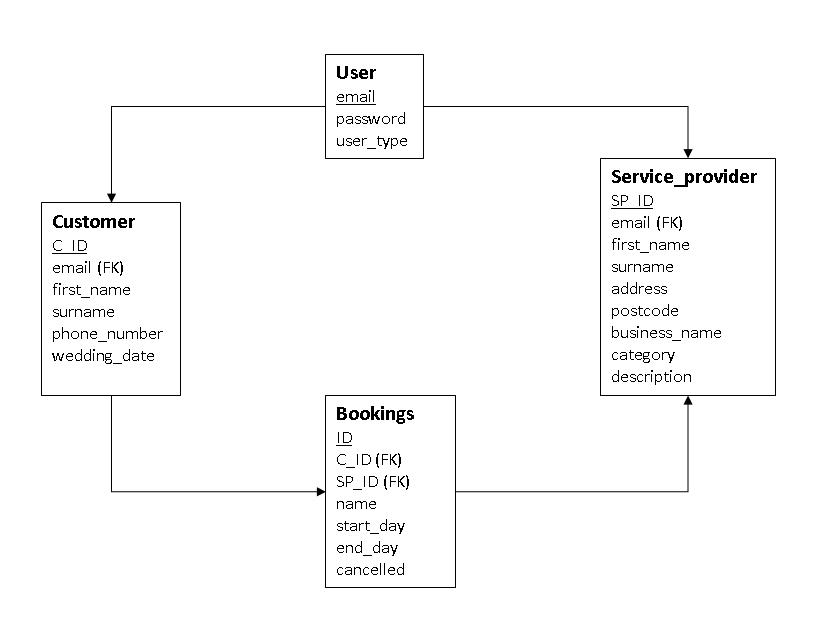 User
email
password
user_type
Customer
C_ID
email (FK)
first_name
surname
phone_number
wedding_date
Service_provider
SP_ID
email (FK)
first_name
surname
address
postcode
business_name
category
description
Bookings
ID
C_ID (FK)
SP_ID (FK)
name
start_day
end_day
cancelled